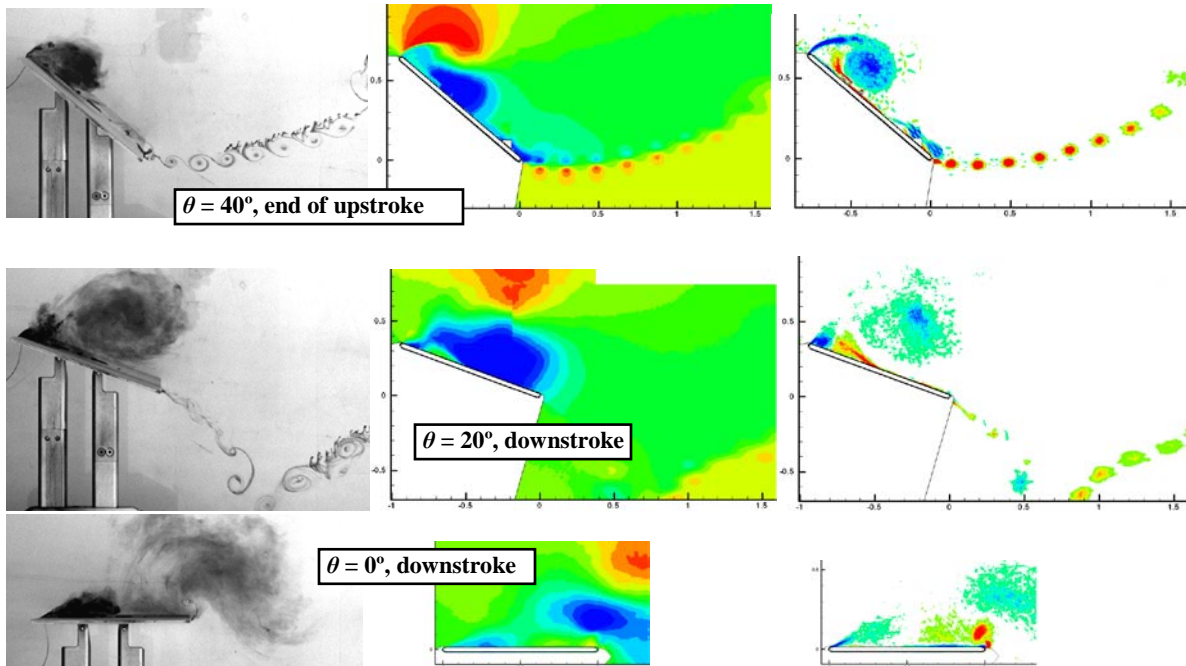 0.5 0.5
0 0
θ = 40º, end of upstroke
0 0.5 1 1.5 -0.5 0 0.5 1 1.5
0.5 0.5
0 0
θ = 20º, downstroke
-0.5 -0.5
-1 -0.5 0 0.5 1 1.5 -1 -0.5 0 0.5 1 1.5
θ = 0º, downstroke
0 0